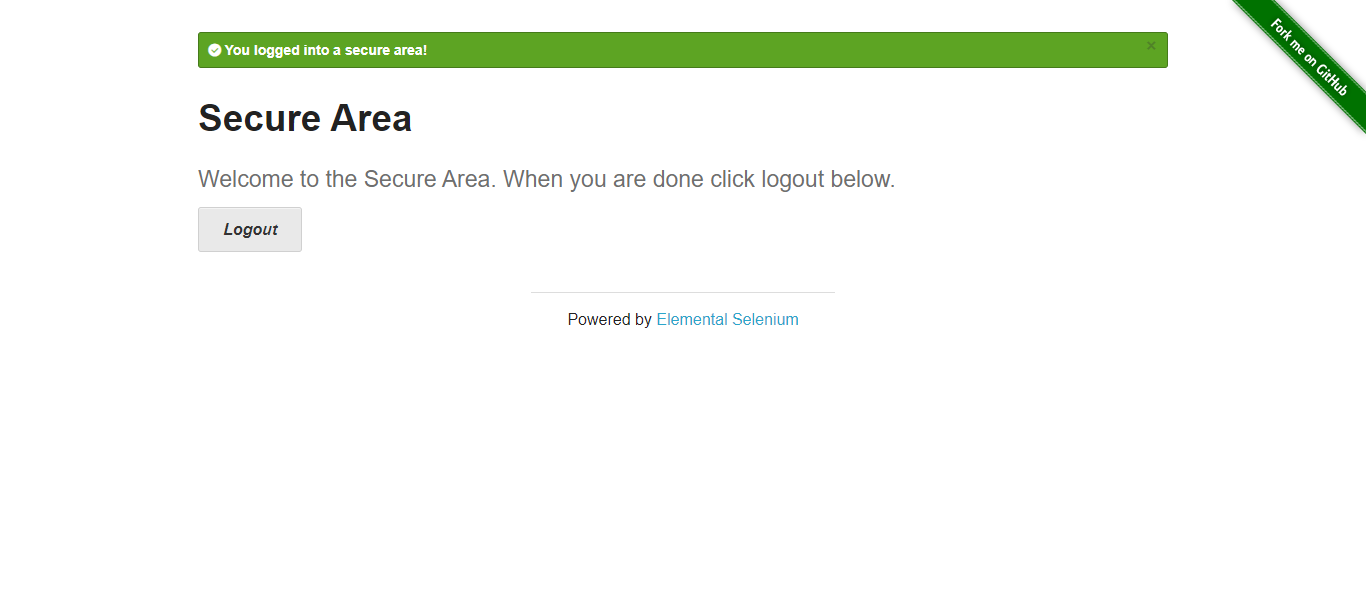 You logged into a secure area!
×
Fork me on GitHub
Secure Area
Welcome to the Secure Area. When you are done click logout below.
Logout
Powered by Elemental Selenium